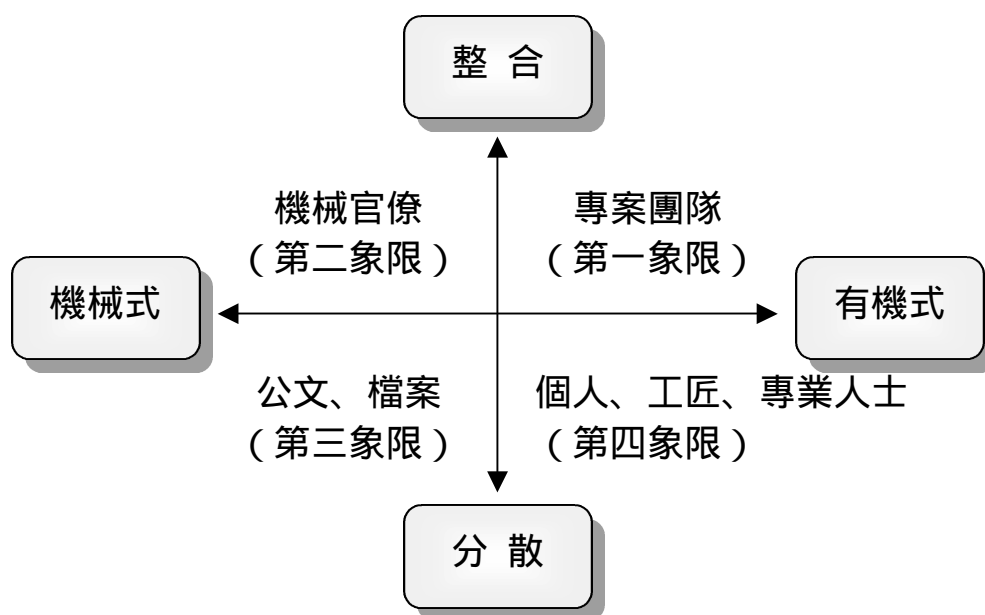 整 合
機械官僚
（第二象限）
專案團隊
（第一象限）
機械式
有機式
公文、檔案
（第三象限）
個人、工匠、專業人士
（第四象限）
分 散